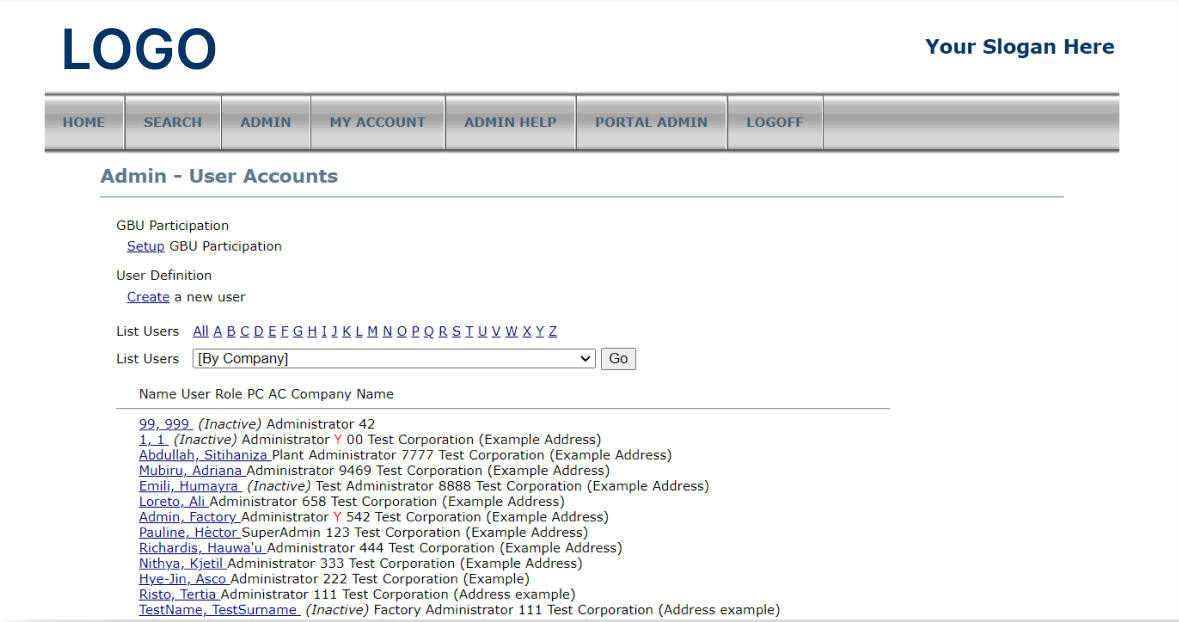 LOGO
Your Slogan Here
HOME SEARCH ADMIN MY ACCOUNT ADMIN HELP PORTAL ADMIN LOGOFF
Admin - User Accounts
GBU Participation
Setup GBU Participation
User Definition
Create a new user
List Users All A B C D E F G H I J K L M N O P Q R S T U V W X Y Z
List Users [By Company] Go
Name User Role PC AC Company Name
99, 999 (Inactive) Administrator 42
1, 1 (Inactive) Administrator Y 00 Test Corporation (Example Address)
Abdullah, Sitihaniza Plant Administrator 7777 Test Corporation (Example Address)
Mubiru, Adriana Administrator 9469 Test Corporation (Example Address)
Emili, Humayra (Inactive) Test Administrator 8888 Test Corporation (Example Address)
Loreto, Ali Administrator 658 Test Corporation (Example Address)
Admin, Factory Administrator Y 542 Test Corporation (Example Address)
Pauline, Hèctor SuperAdmin 123 Test Corporation (Example Address)
Richardis, Hauwa'u Administrator 444 Test Corporation (Example Address)
Nithya, Kjetil Administrator 333 Test Corporation (Example Address)
Hye-Jin, Asco Administrator 222 Test Corporation (Example)
Risto, Tertia Administrator 111 Test Corporation (Address example)
TestName, TestSurname (Inactive) Factory Administrator 111 Test Corporation (Address example)